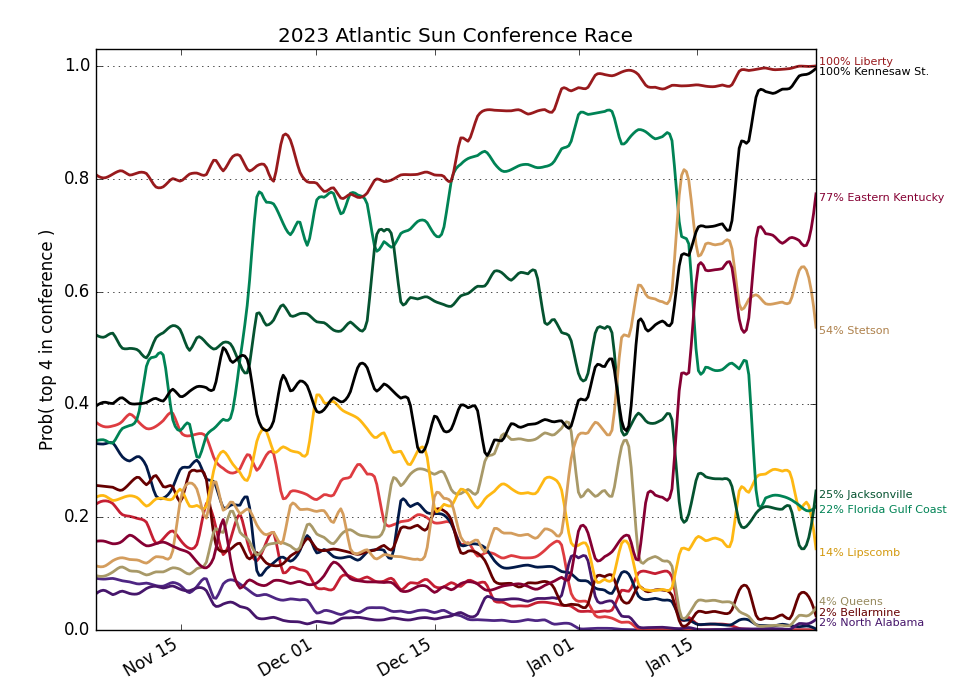 2023 Atlantic Sun Conference Race
Prob( top 4 in conference )
1.0
0.8
0.6
0.4
0.2
0.0
Nov 15
Dec 01
Dec 15
Jan 01
Jan 15
100% Liberty
100% Kennesaw St.
77% Eastern Kentucky
54% Stetson
25% Jacksonville
22% Florida Gulf Coast
14% Lipscomb
4% Queens
2% Bellarmine
2% North Alabama